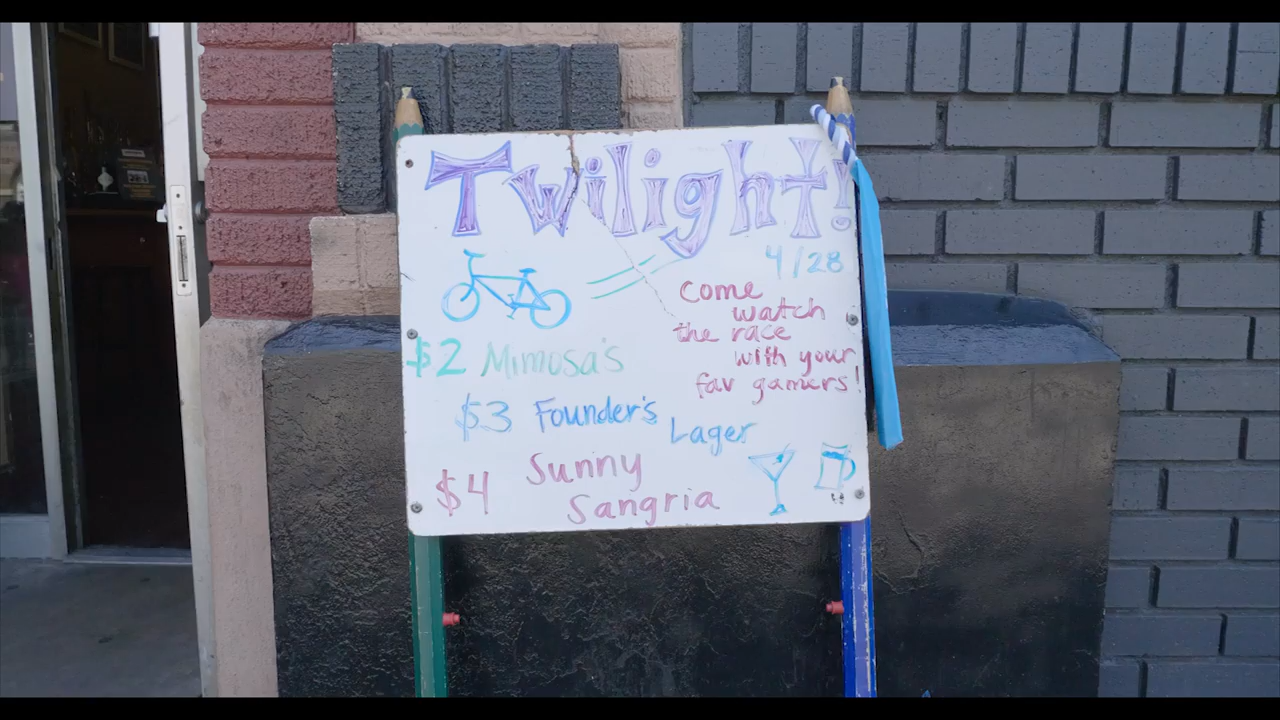 Twilight!
4/28
Come
watch
the race
with your
fav gamers!
$2 Mimosa's
$3 Founder's
Lager
$4 Sunny
Sangria